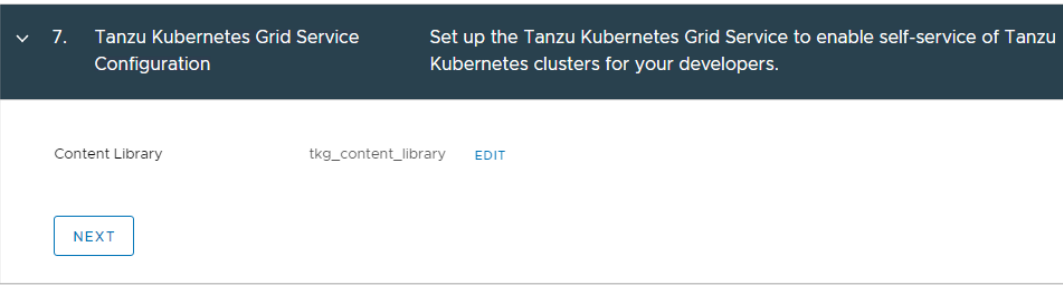 7. Tanzu Kubernetes Grid Service Configuration
Set up the Tanzu Kubernetes Grid Service to enable self-service of Tanzu
Kubernetes clusters for your developers.
Content Library tkg_content_library EDIT
NEXT